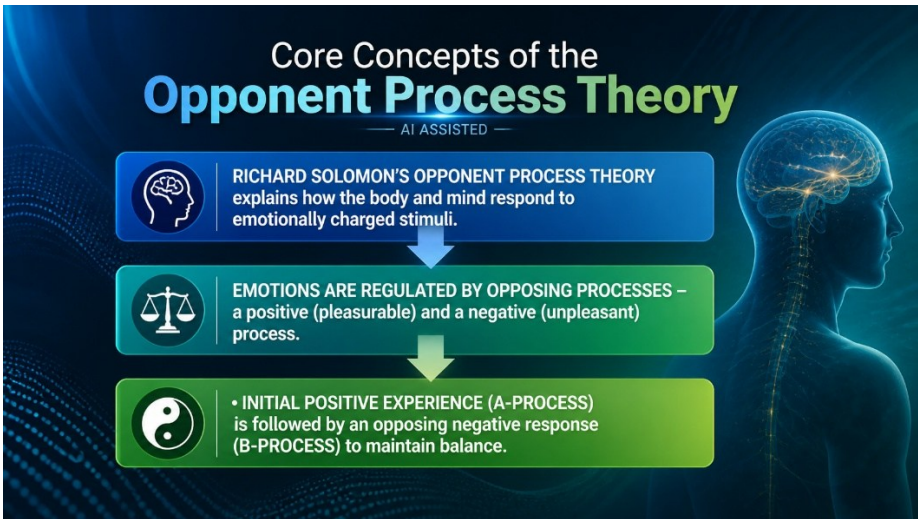 Core Concepts of the
Opponent Process Theory
AI ASSISTED
RICHARD SOLOMON'S OPPONENT PROCESS THEORY
explains how the body and mind respond to
emotionally charged stimuli.
EMOTIONS ARE REGULATED BY OPPOSING PROCESSES –
a positive (pleasurable) and a negative (unpleasant)
process.
• INITIAL POSITIVE EXPERIENCE (A-PROCESS)
is followed by an opposing negative response
(B-PROCESS) to maintain balance.